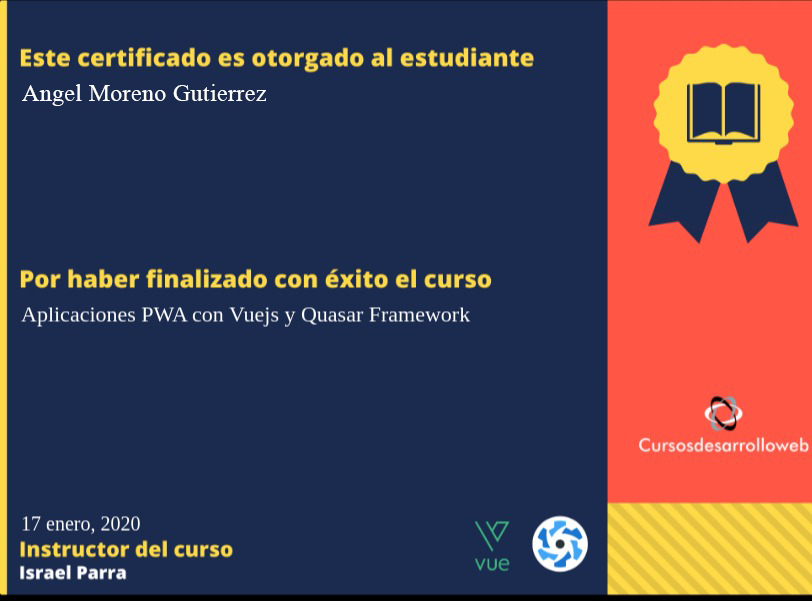 Este certificado es otorgado al estudiante
Angel Moreno Gutierrez
Por haber finalizado con éxito el curso
Aplicaciones PWA con Vuejs y Quasar Framework
17 enero, 2020
Instructor del curso
Israel Parra
vue
Cursosdesarrolloweb